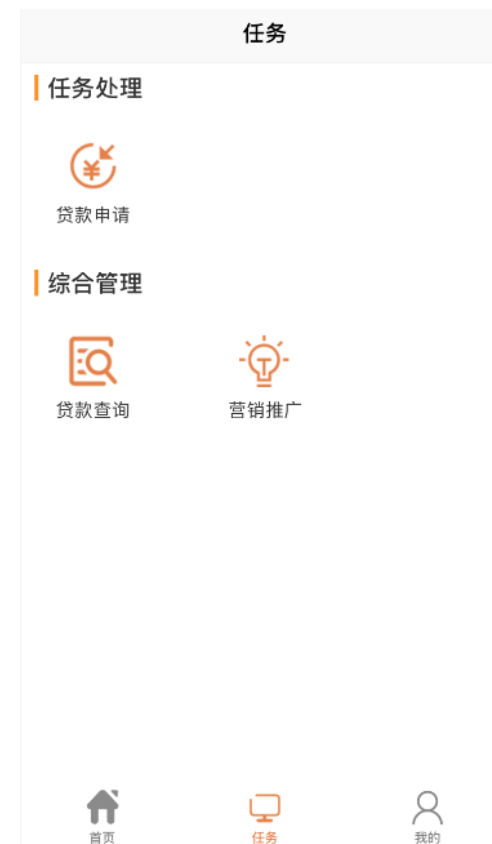 任务
任务处理
贷款申请
综合管理
贷款查询 营销推广
首页 任务 我的